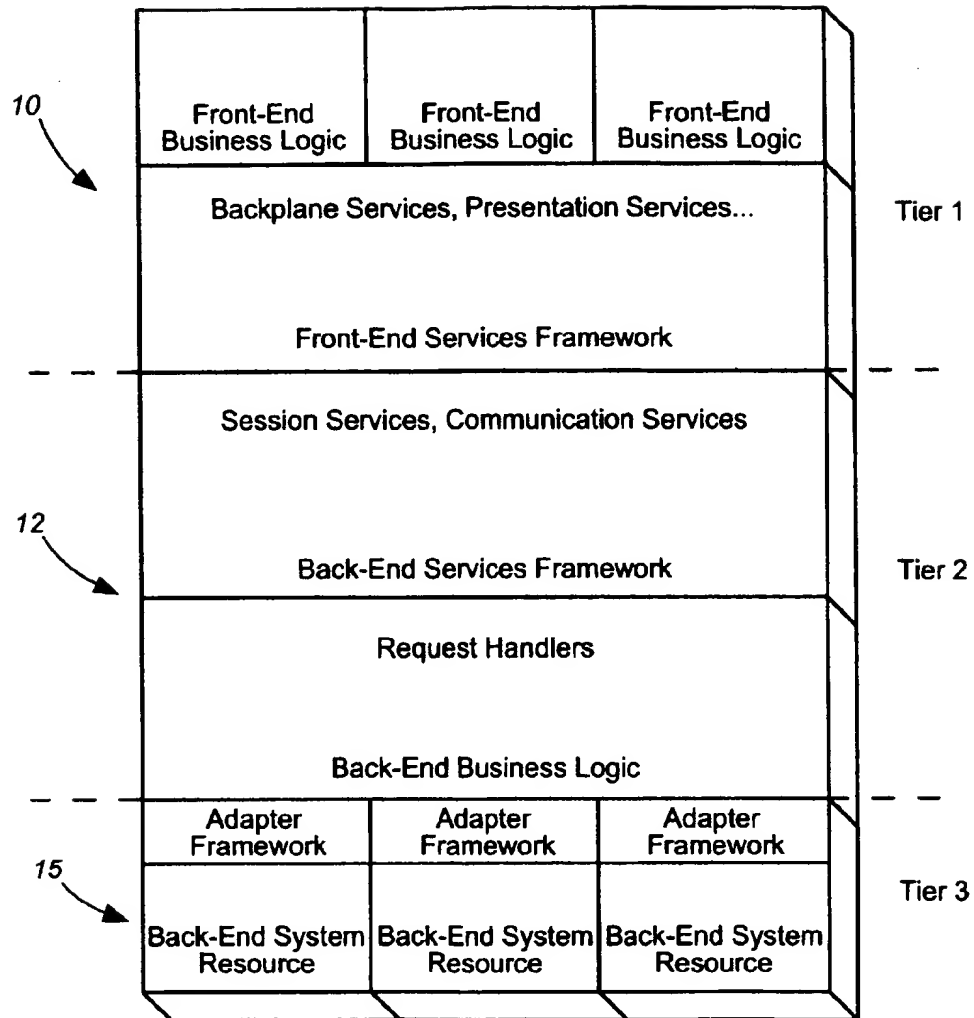 10
Front-End Front-End Front-End
Business Logic Business Logic Business Logic
Backplane Services, Presentation Services...
Tier 1
Front-End Services Framework
Session Services, Communication Services
12
Back-End Services Framework
Tier 2
Request Handlers
Back-End Business Logic
Adapter Adapter Adapter
Framework Framework Framework
15
Tier 3
Back-End System Back-End System Back-End System
Resource Resource Resource